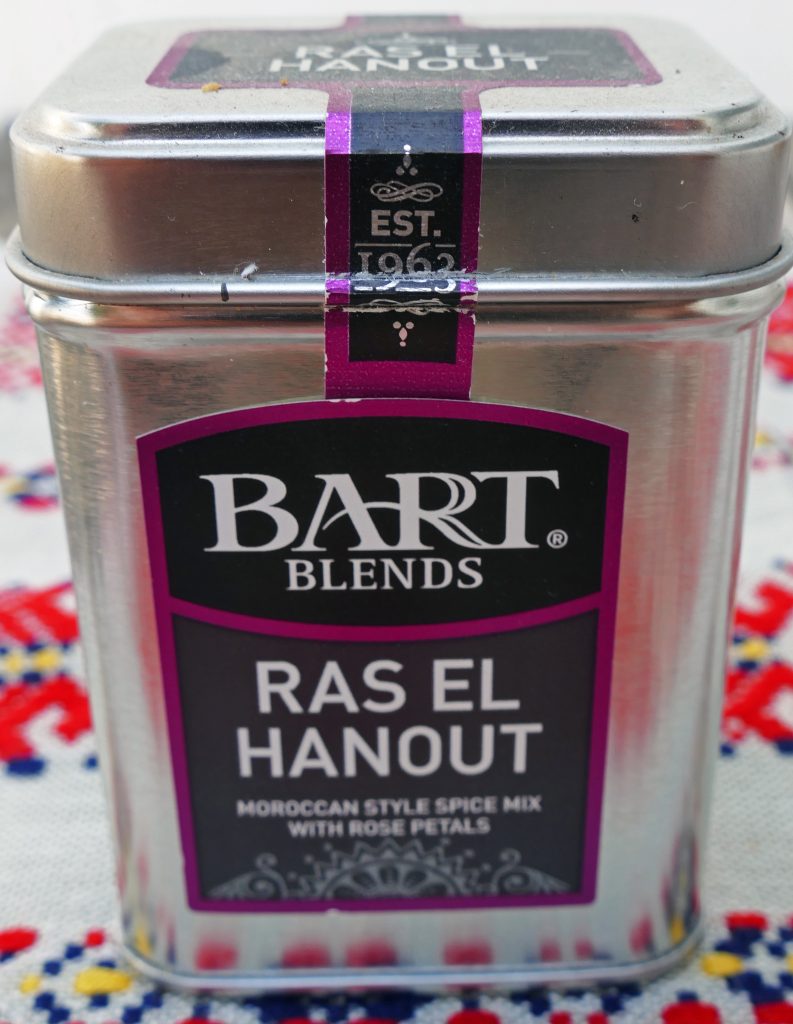 RAS EL
HANOUT
EST.
1963
BART®
BLENDS
RAS EL
HANOUT
MOROCCAN STYLE SPICE MIX
WITH ROSE PETALS